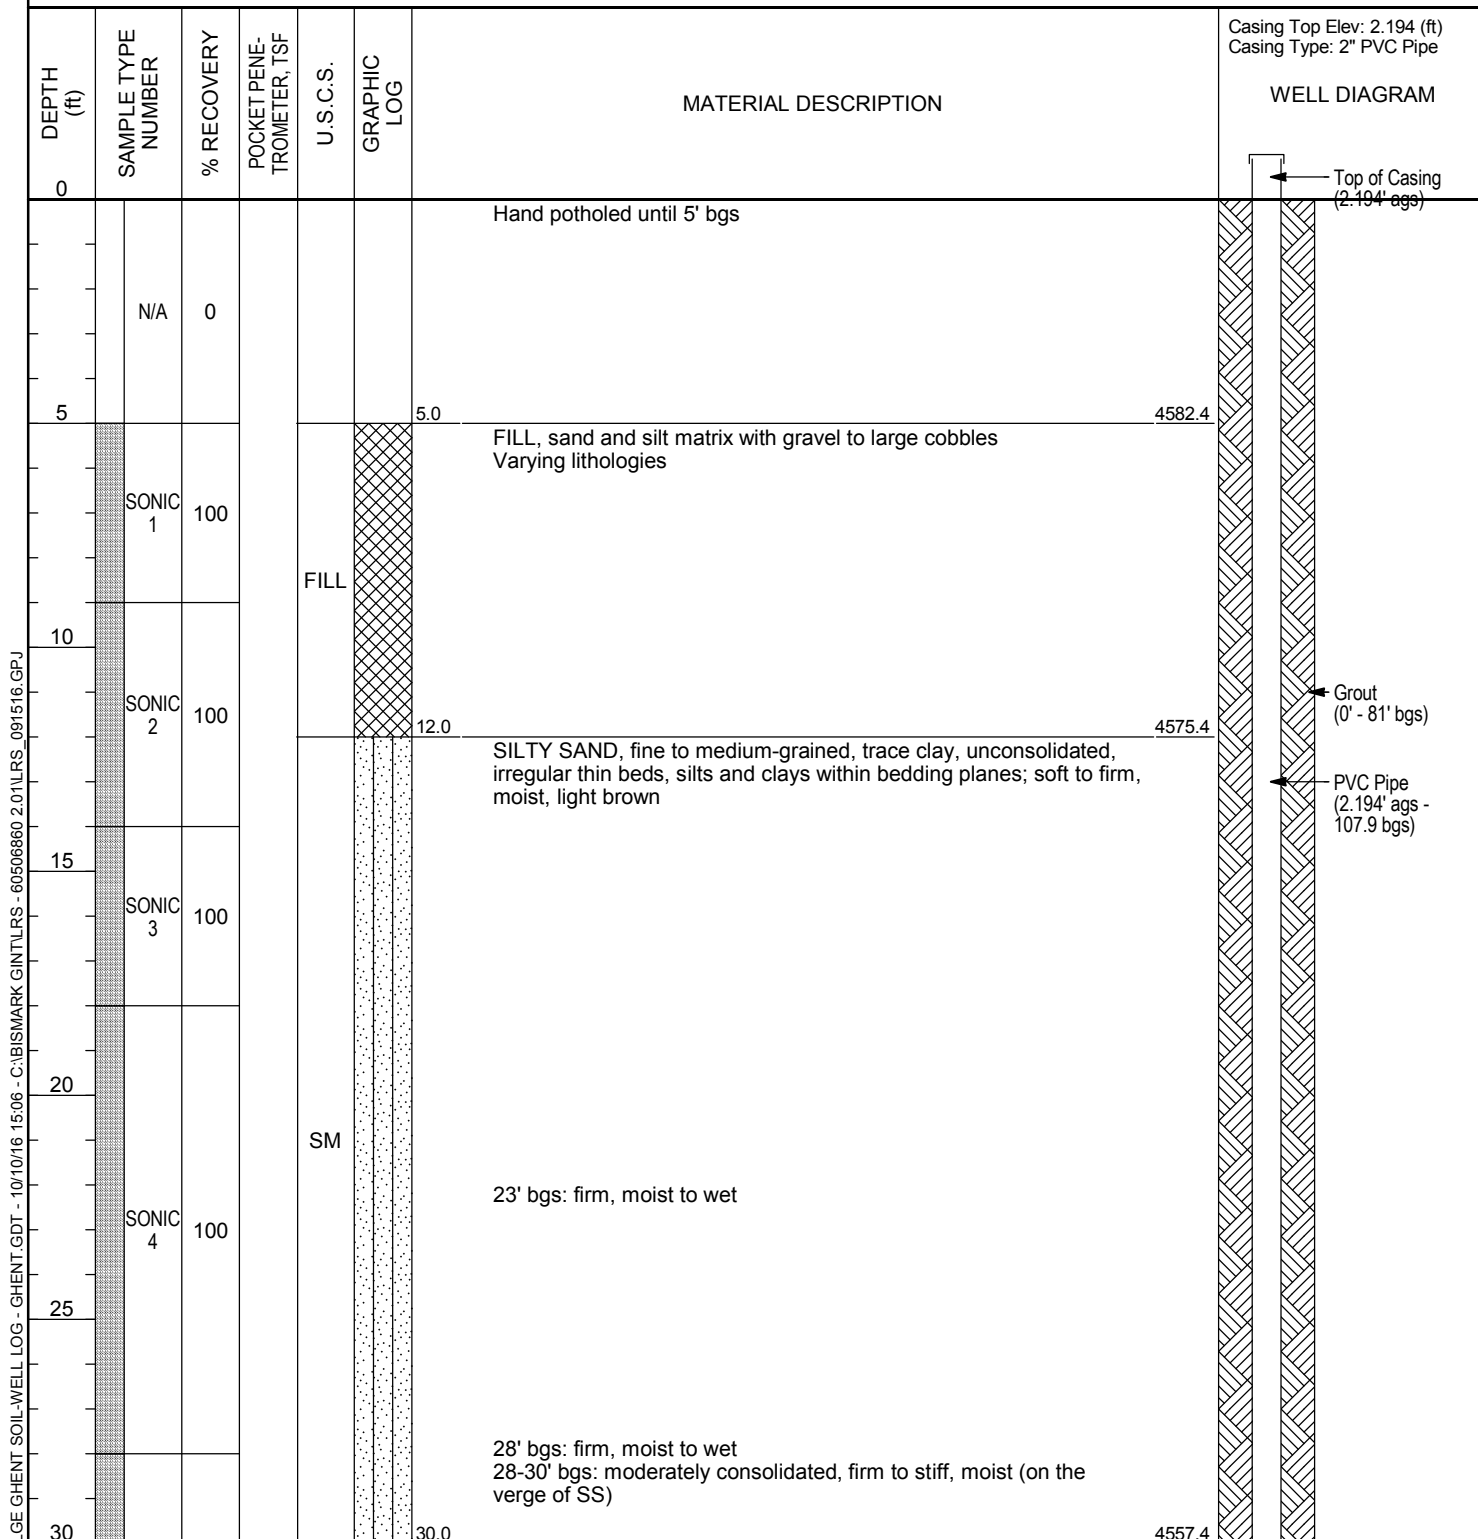 Casing Top Elev: 2.194 (ft)
Casing Type: 2" PVC Pipe
DEPTH
(ft)
SAMPLE TYPE
NUMBER
% RECOVERY
POCKET PENE-
TROMETER, TSF
U.S.C.S.
GRAPHIC
LOG
MATERIAL DESCRIPTION
WELL DIAGRAM
0
Top of Casing
(2.194' ags)
Hand potholed until 5' bgs
N/A
0
5
5.0
4582.4
FILL, sand and silt matrix with gravel to large cobbles
Varying lithologies
SONIC
1
100
FILL
10
SONIC
2
100
Grout
(0' - 81' bgs)
12.0
4575.4
SILTY SAND, fine to medium-grained, trace clay, unconsolidated,
irregular thin beds, silts and clays within bedding planes; soft to firm,
moist, light brown
PVC Pipe
(2.194' ags -
107.9 bgs)
15
SONIC
3
100
20
SM
23' bgs: firm, moist to wet
SONIC
4
100
25
28' bgs: firm, moist to wet
28-30' bgs: moderately consolidated, firm to stiff, moist (on the
verge of SS)
30
30.0
4557.4
GE GHENT SOIL-WELL LOG - GHENT.GDT - 10/10/16 15:06 - C:\BISMARK GINT\LRS - 60506860 2.01\LRS_091516.GPJ